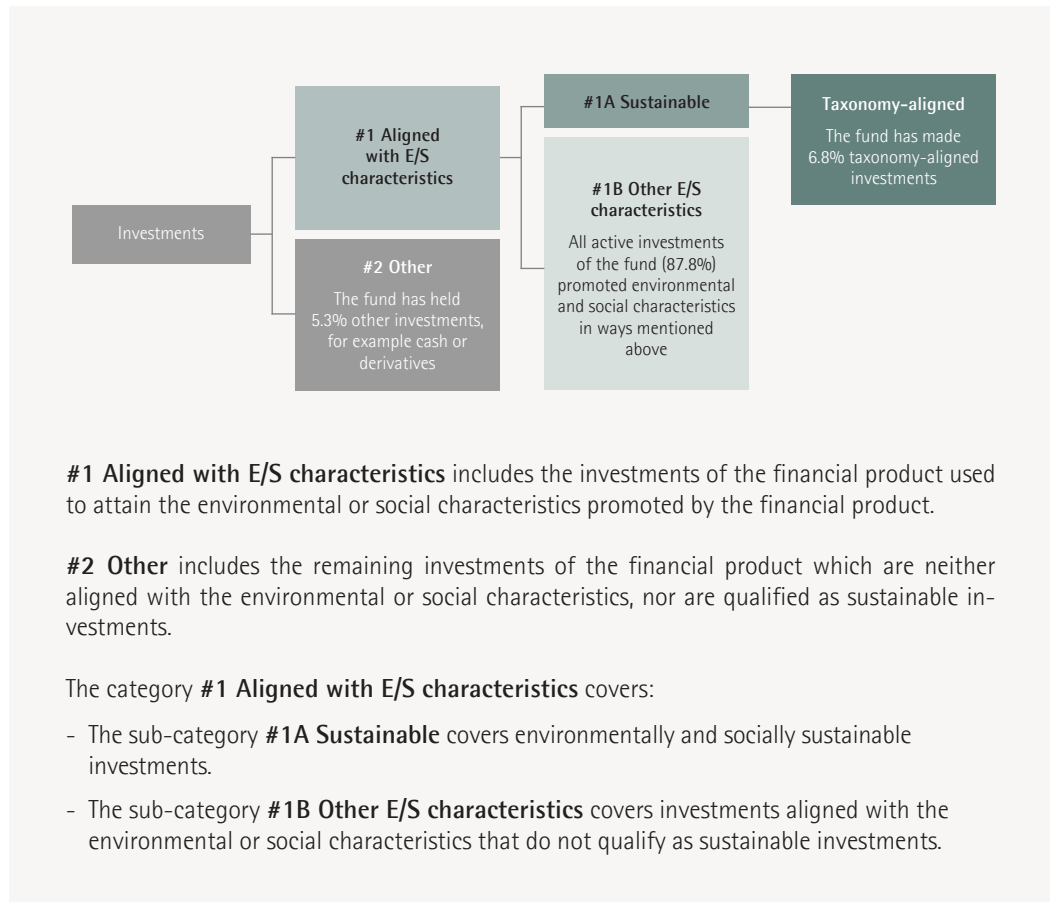 Investments
#1 Aligned
with E/S
characteristics
#2 Other
The fund has held
5.3% other investments,
for example cash or
derivatives
#1A Sustainable
#1B Other E/S
characteristics
All active investments
of the fund (87.8%)
promoted environmental
and social characteristics
in ways mentioned
above
Taxonomy-aligned
The fund has made
6.8% taxonomy-aligned
investments
#1 Aligned with E/S characteristics includes the investments of the financial product used
to attain the environmental or social characteristics promoted by the financial product.
#2 Other includes the remaining investments of the financial product which are neither
aligned with the environmental or social characteristics, nor are qualified as sustainable in-
vestments.
The category #1 Aligned with E/S characteristics covers:
- The sub-category #1A Sustainable covers environmentally and socially sustainable
investments.
- The sub-category #1B Other E/S characteristics covers investments aligned with the
environmental or social characteristics that do not qualify as sustainable investments.